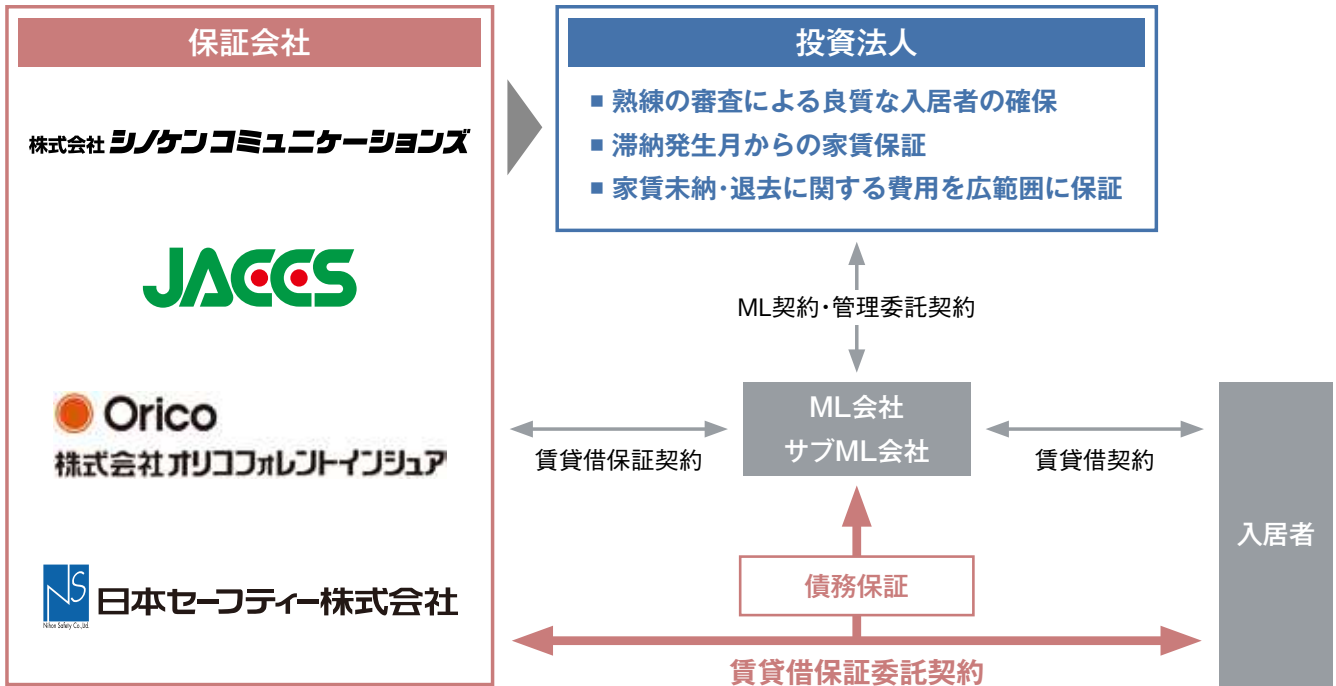 保証会社
株式会社 シノケンコミュニケーションズ
JACCS
Orico
株式会社オリコフォレントインシュア
NS
Nihon Safety Co.,Ltd.
日本セーフティー株式会社
投資法人
■ 熟練の審査による良質な入居者の確保
■ 滞納発生月からの家賃保証
■ 家賃未納・退去に関する費用を広範囲に保証
ML契約・管理委託契約
ML会社
サブML会社
賃貸借保証契約
賃貸借契約
入居者
債務保証
賃貸借保証委託契約